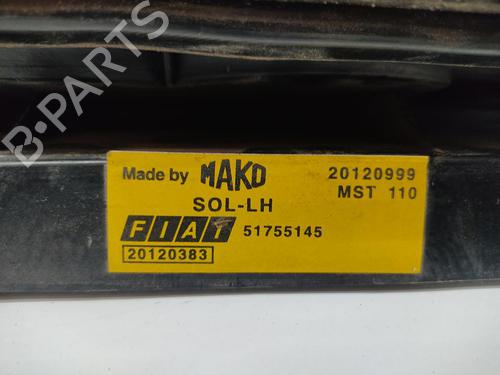 B-PARTS
Made by MAKO 20120999
SOL-LH MST 110
FIAT 51755145
20120383